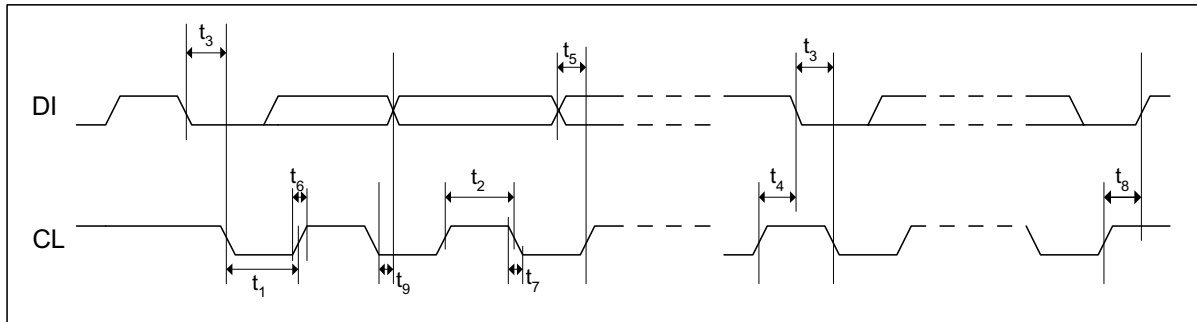 t₃ t₅ t₃
DI
t₆ t₂ t₄ t₈
CL
t₁ t₉ t₇